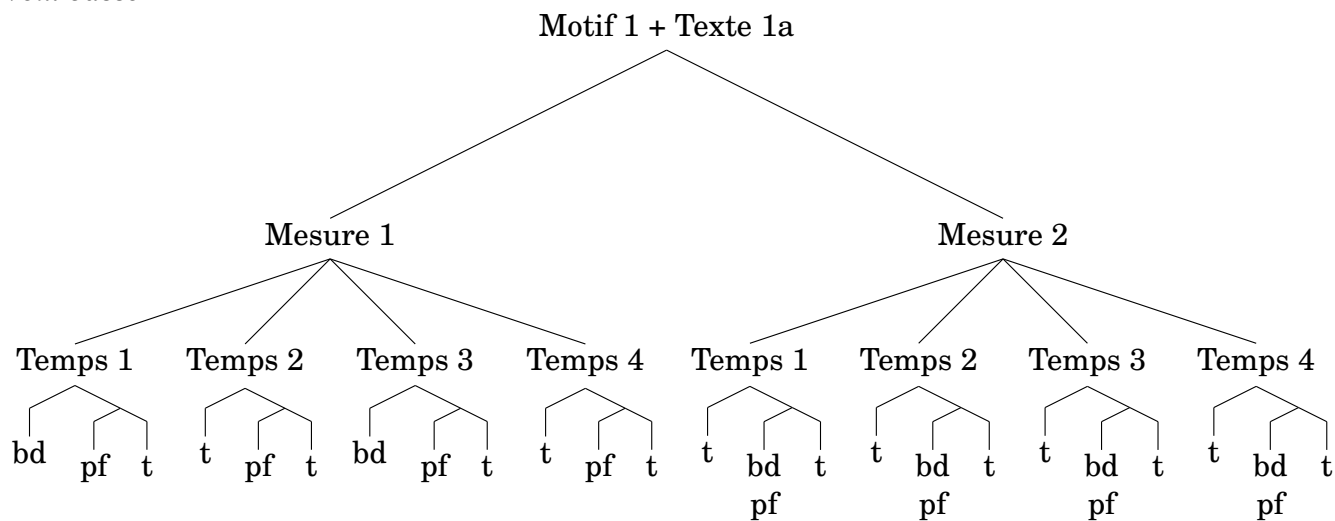 Motif 1 + Texte 1a
Mesure 1 Mesure 2
Temps 1 Temps 2 Temps 3 Temps 4 Temps 1 Temps 2 Temps 3 Temps 4
bd pf t t pf t bd pf t t pf t t bd t t bd t t bd t t bd t
pf pf pf pf